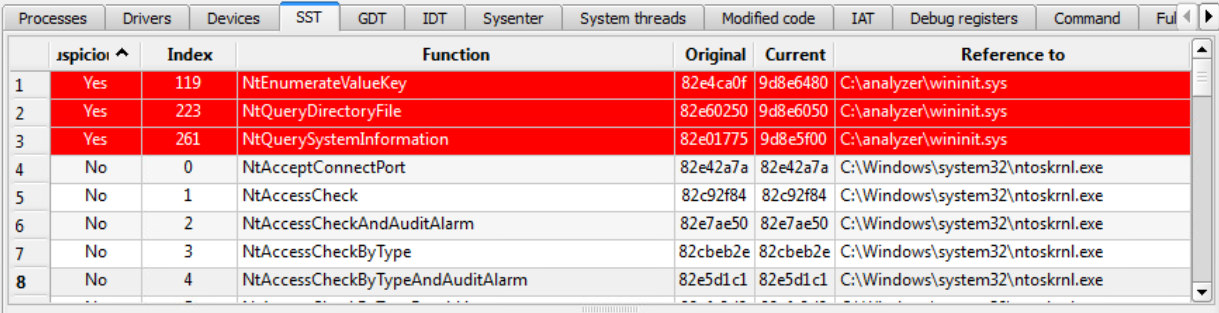 Processes Drivers Devices SST GDT IDT Sysenter System threads Modified code IAT Debug registers Command Ful
ıspiciou Index Function Original Current Reference to
1 Yes 119 NtEnumerateValueKey 82e4ca0f 9d8e6480 C:\analyzer\wininit.sys
2 Yes 223 NtQueryDirectoryFile 82e60250 9d8e6050 C:\analyzer\wininit.sys
3 Yes 261 NtQuerySystemInformation 82e01775 9d8e5f00 C:\analyzer\wininit.sys
4 No 0 NtAcceptConnectPort 82e42a7a 82e42a7a C:\Windows\system32\ntoskrnl.exe
5 No 1 NtAccessCheck 82c92f84 82c92f84 C:\Windows\system32\ntoskrnl.exe
6 No 2 NtAccessCheckAndAuditAlarm 82e7ae50 82e7ae50 C:\Windows\system32\ntoskrnl.exe
7 No 3 NtAccessCheckByType 82cbeb2e 82cbeb2e C:\Windows\system32\ntoskrnl.exe
8 No 4 NtAccessCheckByTypeAndAuditAlarm 82e5d1c1 82e5d1c1 C:\Windows\system32\ntoskrnl.exe